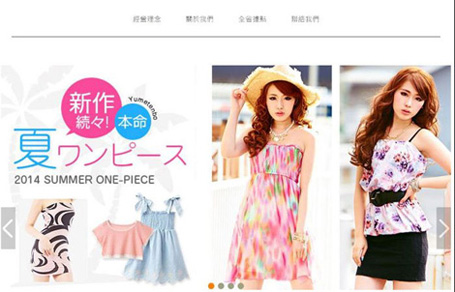 經營理念 關於我們 全省據點 聯絡我們
新作
続々!
Yumetenbo
本命
夏ワンピース
2014 SUMMER ONE-PIECE